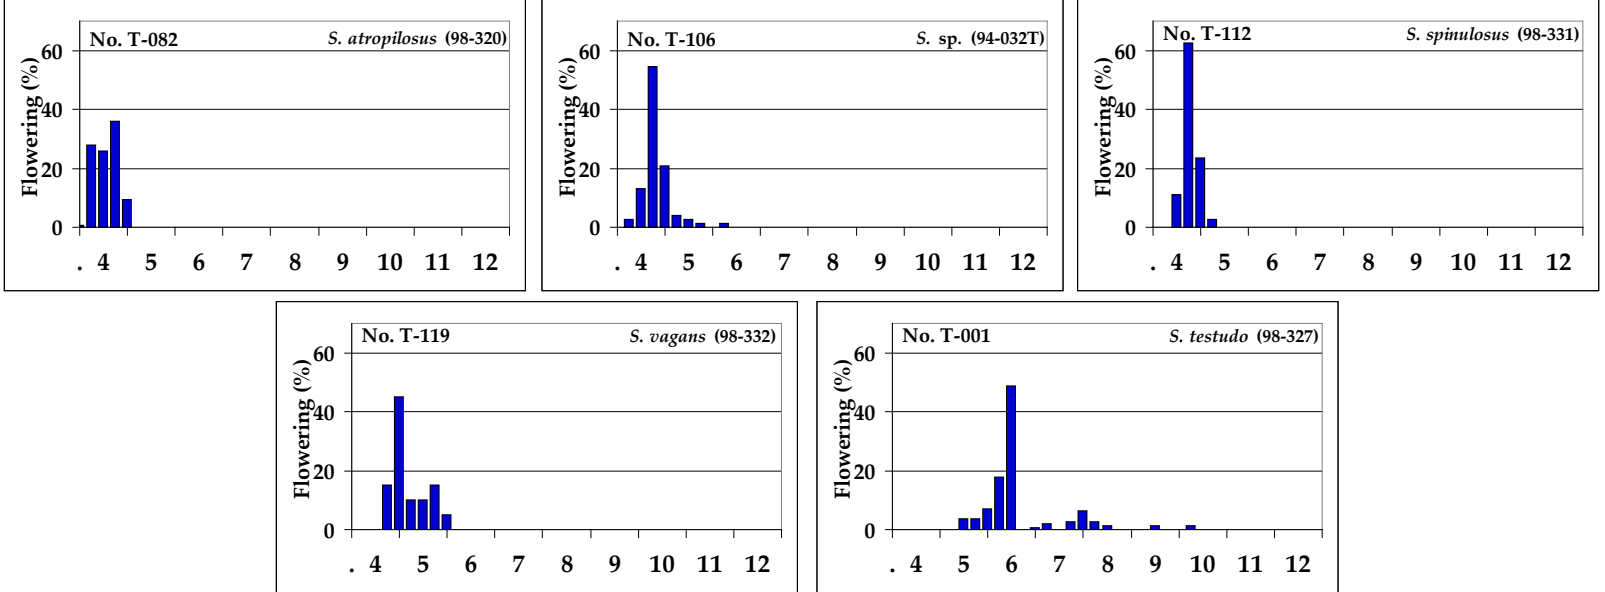 No. T-082 S. atropilosus (98-320)
Flowering (%)
60
40
20
0
. 4 5 6 7 8 9 10 11 12
No. T-106 S. sp. (94-032T)
Flowering (%)
60
40
20
0
. 4 5 6 7 8 9 10 11 12
No. T-112 S. spinulosus (98-331)
Flowering (%)
60
40
20
0
. 4 5 6 7 8 9 10 11 12
No. T-119 S. vagans (98-332)
Flowering (%)
60
40
20
0
. 4 5 6 7 8 9 10 11 12
No. T-001 S. testudo (98-327)
Flowering (%)
60
40
20
0
. 4 5 6 7 8 9 10 11 12